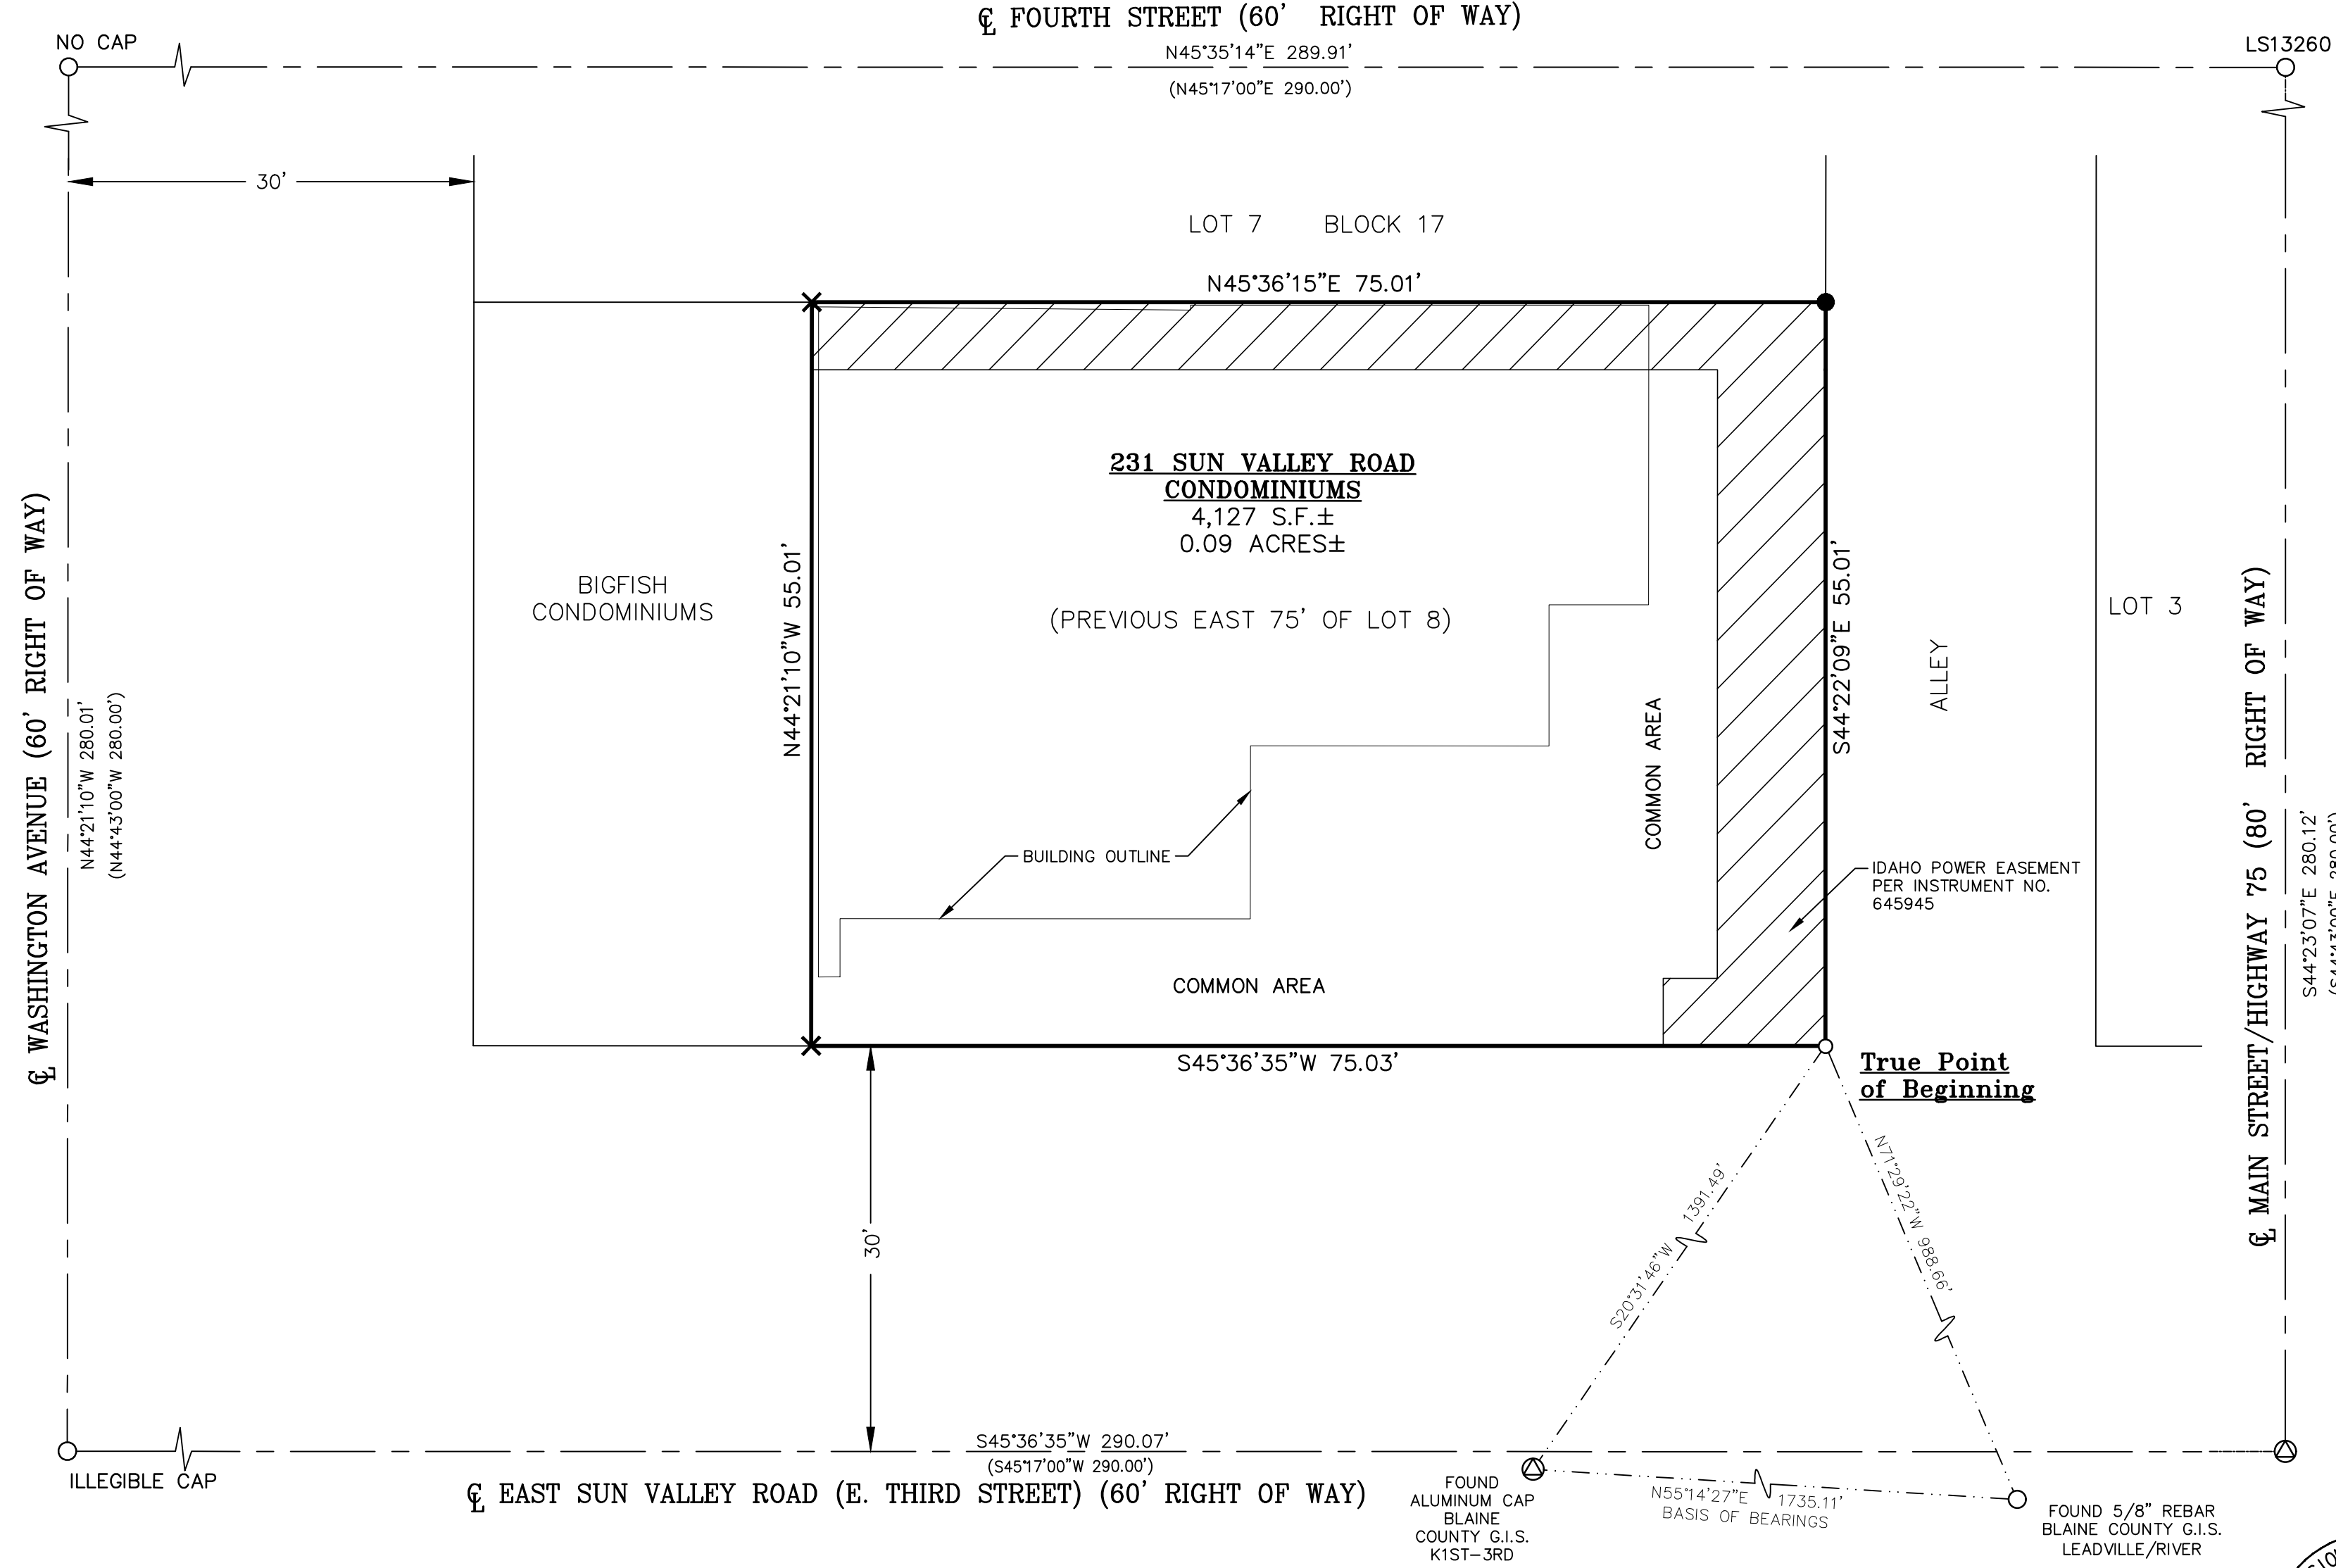 ℄ FOURTH STREET (60' RIGHT OF WAY)
NO CAP
N45°35'14"E 289.91'
LS13260
(N45°17'00"E 290.00')
30'
LOT 7 BLOCK 17
N45°36'15"E 75.01'
231 SUN VALLEY ROAD
CONDOMINIUMS
4,127 S.F.±
0.09 ACRES±
(PREVIOUS EAST 75' OF LOT 8)
BIGFISH
CONDOMINIUMS
N44°21'10"W 55.01'
S44°22'09"E 55.01'
ALLEY
LOT 3
℄ WASHINGTON AVENUE (60' RIGHT OF WAY)
N44°21'10"W 280.01'
(N44°43'00"W 280.00')
℄ MAIN STREET/HIGHWAY 75 (80' RIGHT OF WAY)
S44°23'07"E 280.12'
(S44°43'00"E 280.00')
COMMON AREA
BUILDING OUTLINE
IDAHO POWER EASEMENT
PER INSTRUMENT NO.
645945
COMMON AREA
S45°36'35"W 75.03'
True Point
of Beginning
30'
S20°31'46"W 1391.49'
N71°29'22"W 988.66'
S45°36'35"W 290.07'
(S45°17'00"W 290.00')
ILLEGIBLE CAP
℄ EAST SUN VALLEY ROAD (E. THIRD STREET) (60' RIGHT OF WAY)
FOUND
ALUMINUM CAP
BLAINE
COUNTY G.I.S.
K1ST-3RD
N55°14'27"E 1735.11'
BASIS OF BEARINGS
FOUND 5/8" REBAR
BLAINE COUNTY G.I.S.
LEADVILLE/RIVER